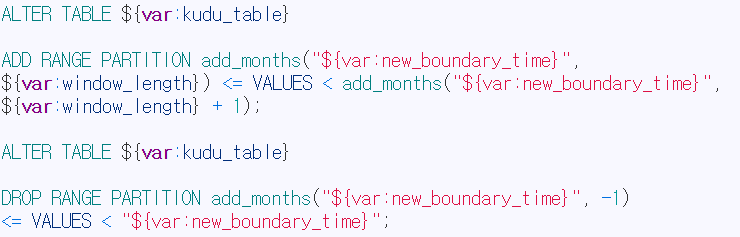 ALTER TABLE ${var:kudu_table}
ADD RANGE PARTITION add_months("${var:new_boundary_time}",
${var:window_length}) <= VALUES < add_months("${var:new_boundary_time}",
${var:window_length} + 1);
ALTER TABLE ${var:kudu_table}
DROP RANGE PARTITION add_months("${var:new_boundary_time}", -1)
<= VALUES < "${var:new_boundary_time}";